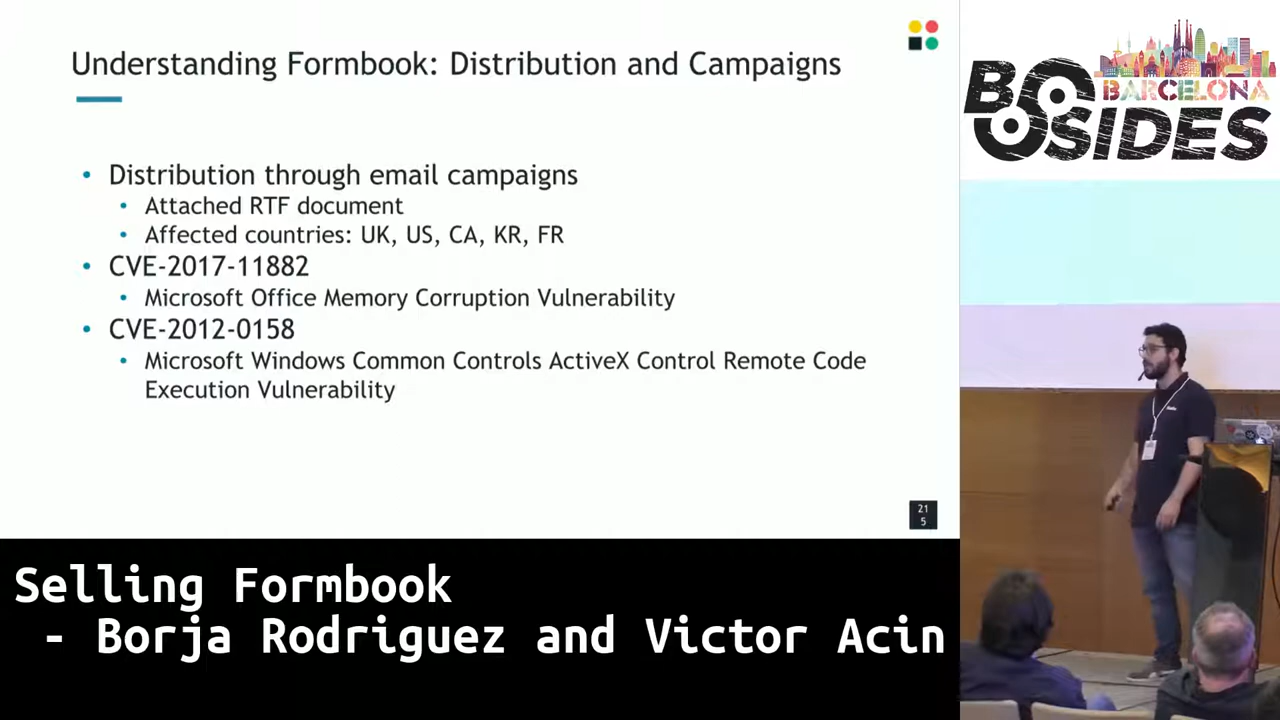 Understanding Formbook: Distribution and Campaigns
• Distribution through email campaigns
• Attached RTF document
• Affected countries: UK, US, CA, KR, FR
• CVE-2017-11882
• Microsoft Office Memory Corruption Vulnerability
• CVE-2012-0158
• Microsoft Windows Common Controls ActiveX Control Remote Code
Execution Vulnerability
21
5
BSIDES
BARCELONA
Selling Formbook
- Borja Rodriguez and Victor Acin